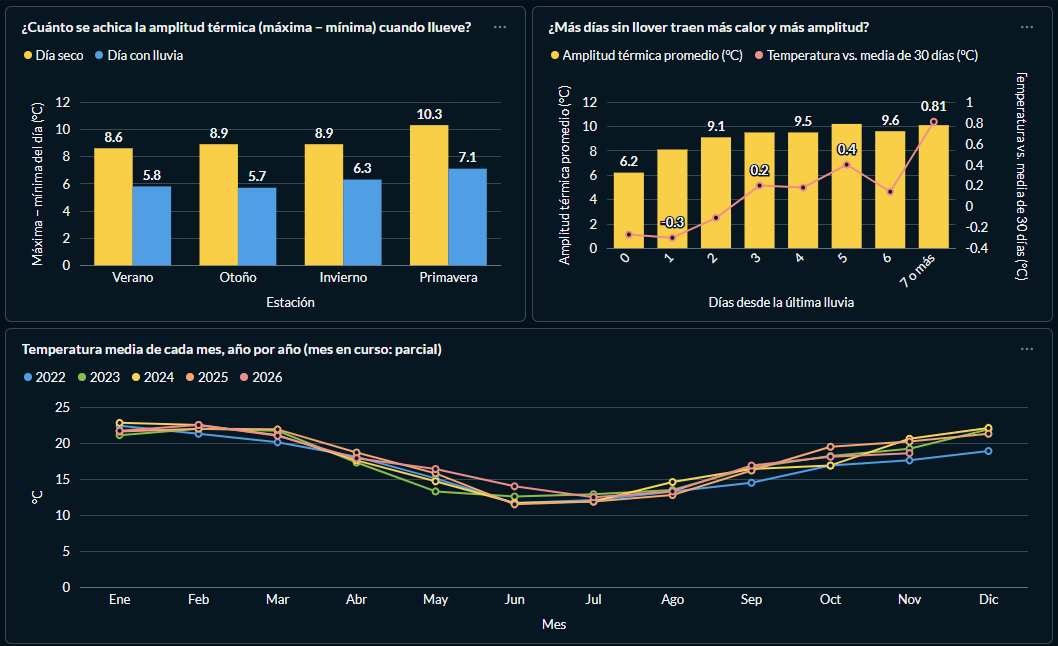 ¿Cuánto se achica la amplitud térmica (máxima – mínima) cuando llueve?
Día seco
Día con lluvia
Máxima – mínima del día (°C)
12
10
8
6
4
2
0
8.6
5.8
8.9
5.7
8.9
6.3
10.3
7.1
Verano
Otoño
Invierno
Primavera
Estación
¿Más días sin llover traen más calor y más amplitud?
Amplitud térmica promedio (°C)
Temperatura vs. media de 30 días (°C)
Amplitud térmica promedio (°C)
12
10
8
6
4
2
0
6.2
-0.3
9.1
0.2
9.5
0.4
9.6
0.81
1
0.8
0.6
0.4
0.2
0
-0.2
-0.4
Temperatura vs. media de 30 días (°C)
0
1
2
3
4
5
6
7 o más
Días desde la última lluvia
Temperatura media de cada mes, año por año (mes en curso: parcial)
2022
2023
2024
2025
2026
°C
25
20
15
10
5
0
Ene
Feb
Mar
Abr
May
Jun
Jul
Ago
Sep
Oct
Nov
Dic
Mes